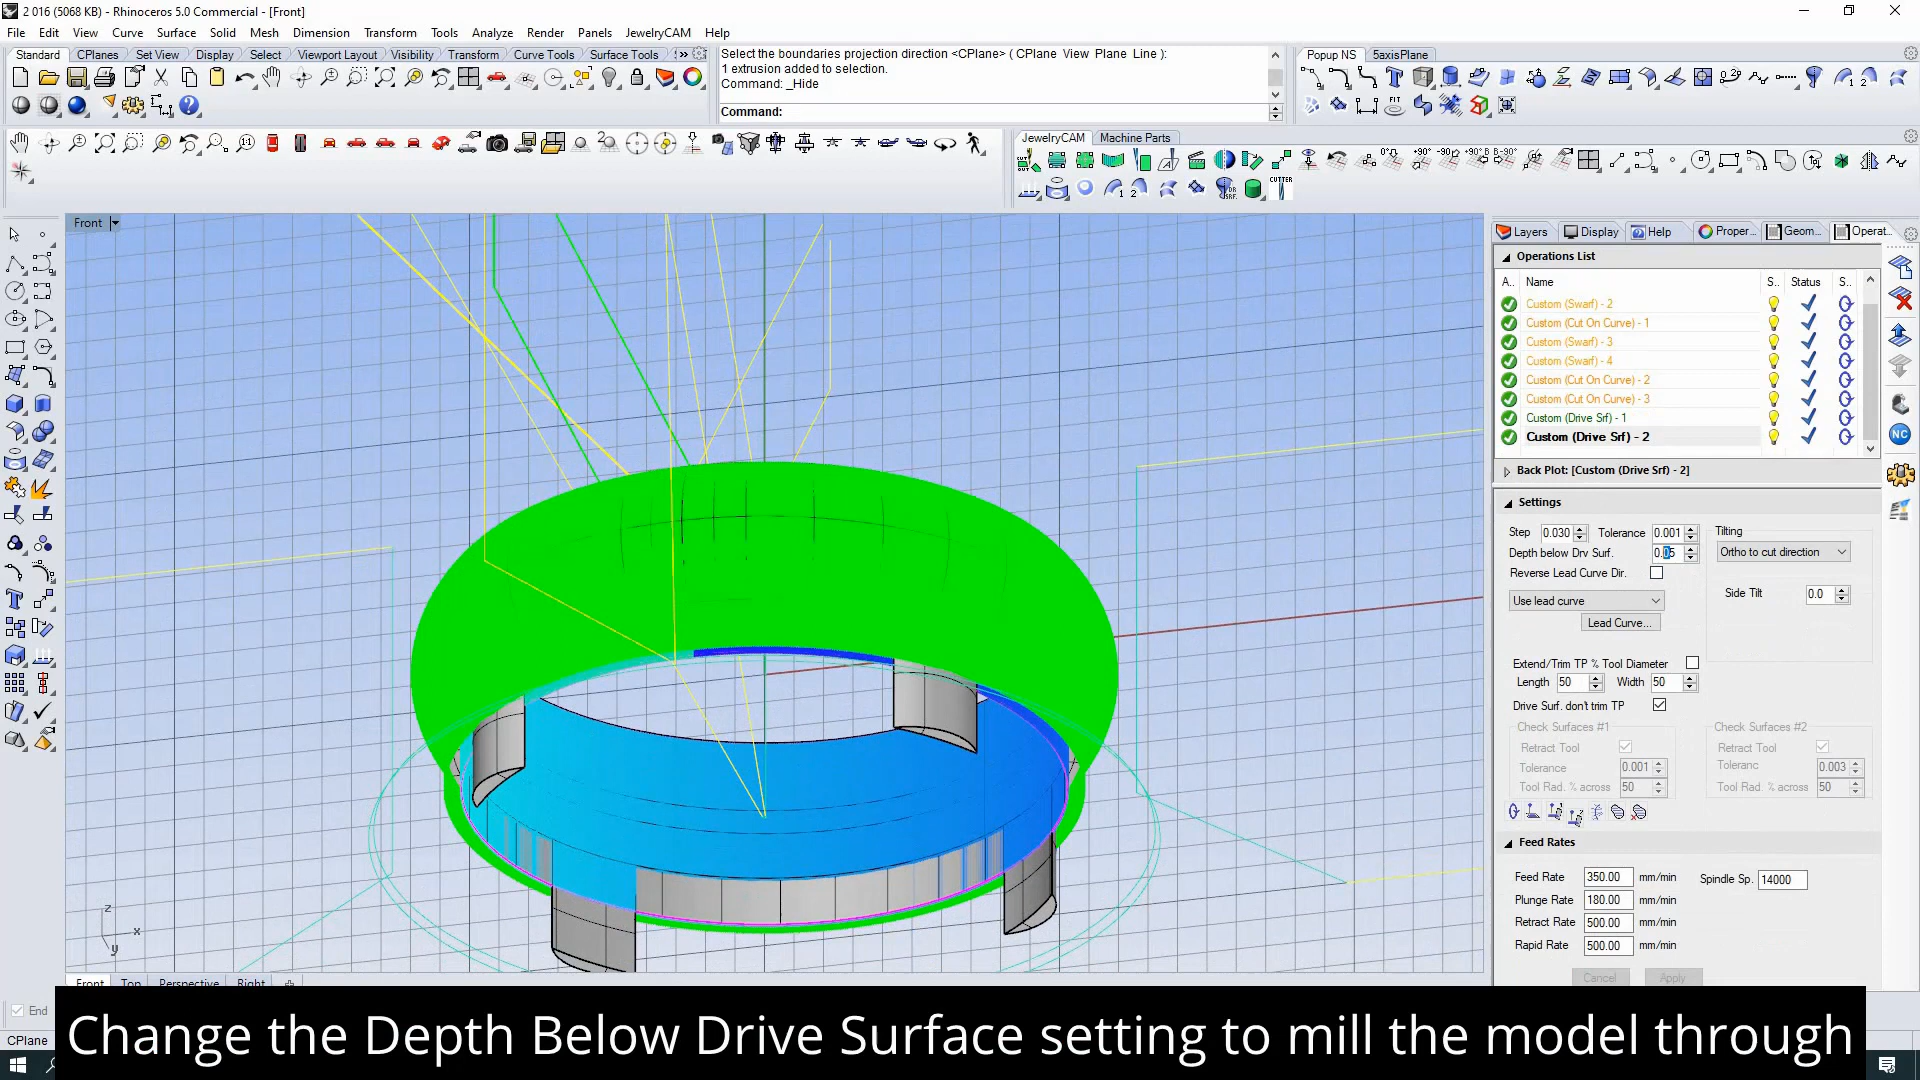 2 016 (5068 KB) - Rhinoceros 5.0 Commercial - [Front]
File Edit View Curve Surface Solid Mesh Dimension Transform Tools Analyze Render Panels JewelryCAM Help
Standard CPlanes Set View Display Select Viewport Layout Visibility Transform Curve Tools Surface Tools
Select the boundaries projection direction <CPlane> ( CPlane View Plane Line ):
1 extrusion added to selection.
Command: _Hide
Command:
Popup NS 5axisPlane
JewelryCAM Machine Parts
Front
Layers Display Help Proper... Geom... Operat...
Operations List
A.. Name S.. Status S..
Custom (Swarf) - 2
Custom (Cut On Curve) - 1
Custom (Swarf) - 3
Custom (Swarf) - 4
Custom (Cut On Curve) - 2
Custom (Cut On Curve) - 3
Custom (Drive Srf) - 1
Custom (Drive Srf) - 2
NC
Back Plot: [Custom (Drive Srf) - 2]
Settings
Step 0.030 Tolerance 0.001 Tilting
Depth below Drv Surf. 0.05 Ortho to cut direction
Reverse Lead Curve Dir.
Use lead curve Side Tilt 0.0
Lead Curve...
Extend/Trim TP % Tool Diameter
Length 50 Width 50
Drive Surf. don't trim TP
Check Surfaces #1 Check Surfaces #2
Retract Tool Retract Tool
Tolerance 0.001 Toleranc 0.003
Tool Rad. % across 50 Tool Rad. % across 50
Feed Rates
Feed Rate 350.00 mm/min Spindle Sp. 14000
Plunge Rate 180.00 mm/min
Retract Rate 500.00 mm/min
Rapid Rate 500.00 mm/min
Cancel Apply
z
x
y
Front Top Perspective Right
End
CPlane
Change the Depth Below Drive Surface setting to mill the model through